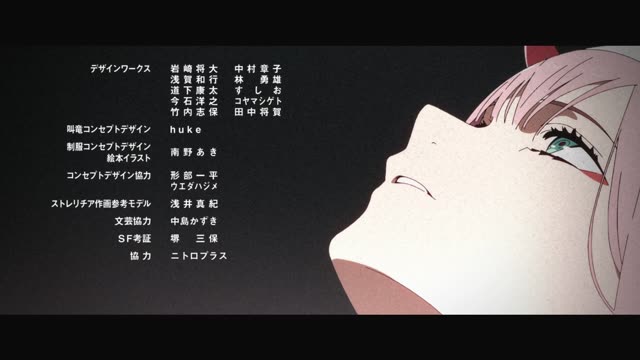 デザインワークス 岩崎将大 中村章子
浅賀和行 林 勇雄
道下康太 すしお
今石洋之 コヤマシゲト
竹内志保 田中将賀
叫竜コンセプトデザイン huke
制服コンセプトデザイン
絵本イラスト 南野あき
コンセプトデザイン協力 形部一平
ウエダハジメ
ストレリチア作画参考モデル 浅井真紀
文芸協力 中島かずき
SF考証 堺 三保
協力 ニトロプラス